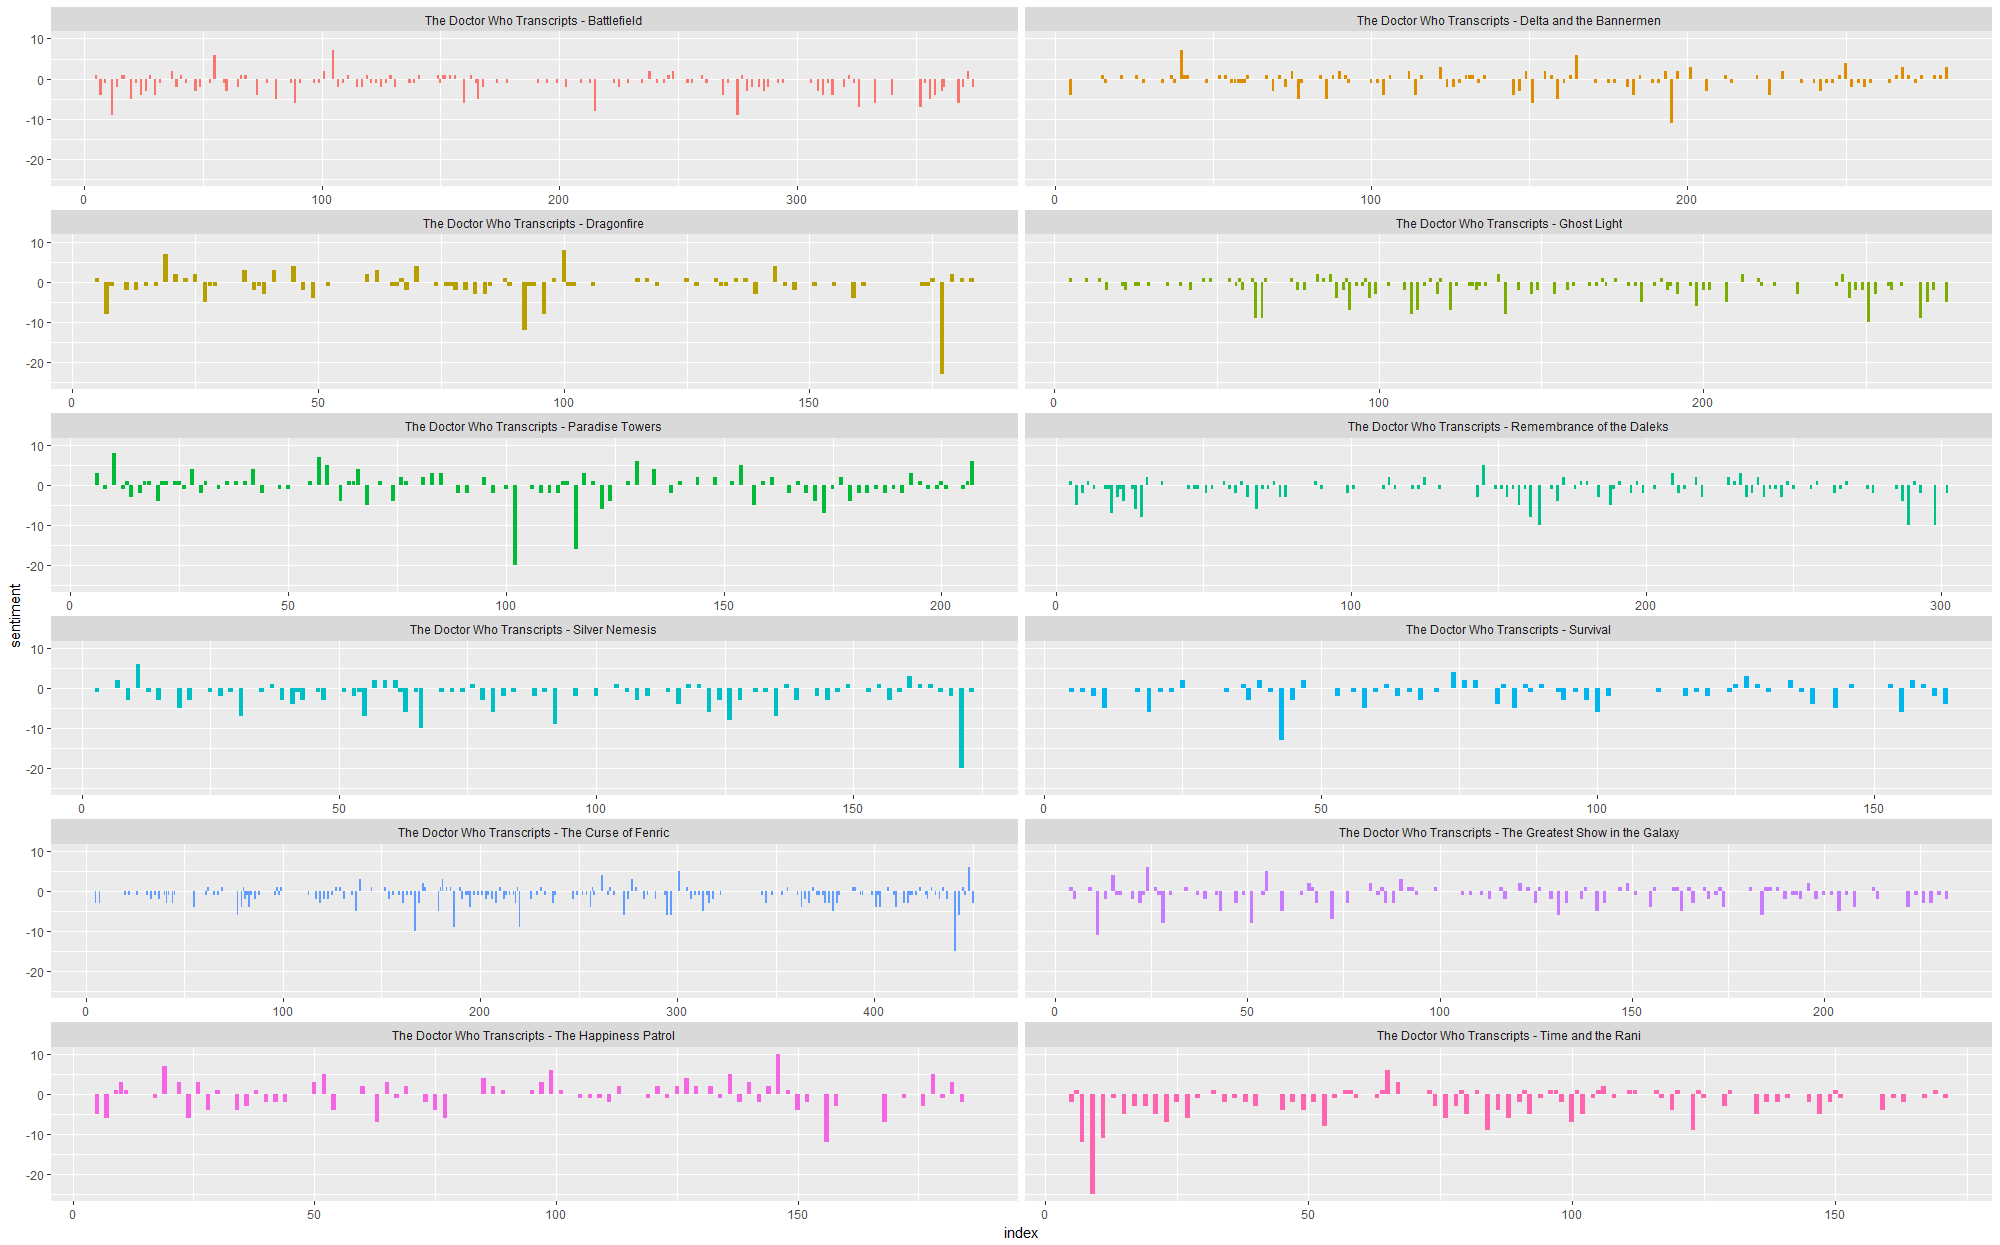 The Doctor Who Transcripts - Battlefield
The Doctor Who Transcripts - Delta and the Bannermen
10
0
-10
-20
0 100 200 300
0 100 200
The Doctor Who Transcripts - Dragonfire
The Doctor Who Transcripts - Ghost Light
10
0
-10
-20
0 50 100 150
0 100 200
The Doctor Who Transcripts - Paradise Towers
The Doctor Who Transcripts - Remembrance of the Daleks
10
0
-10
-20
0 50 100 150 200
0 100 200 300
sentiment
The Doctor Who Transcripts - Silver Nemesis
The Doctor Who Transcripts - Survival
10
0
-10
-20
0 50 100 150
0 50 100 150
The Doctor Who Transcripts - The Curse of Fenric
The Doctor Who Transcripts - The Greatest Show in the Galaxy
10
0
-10
-20
0 100 200 300 400
0 50 100 150 200
The Doctor Who Transcripts - The Happiness Patrol
The Doctor Who Transcripts - Time and the Rani
10
0
-10
-20
0 50 100 150
0 50 100 150
index